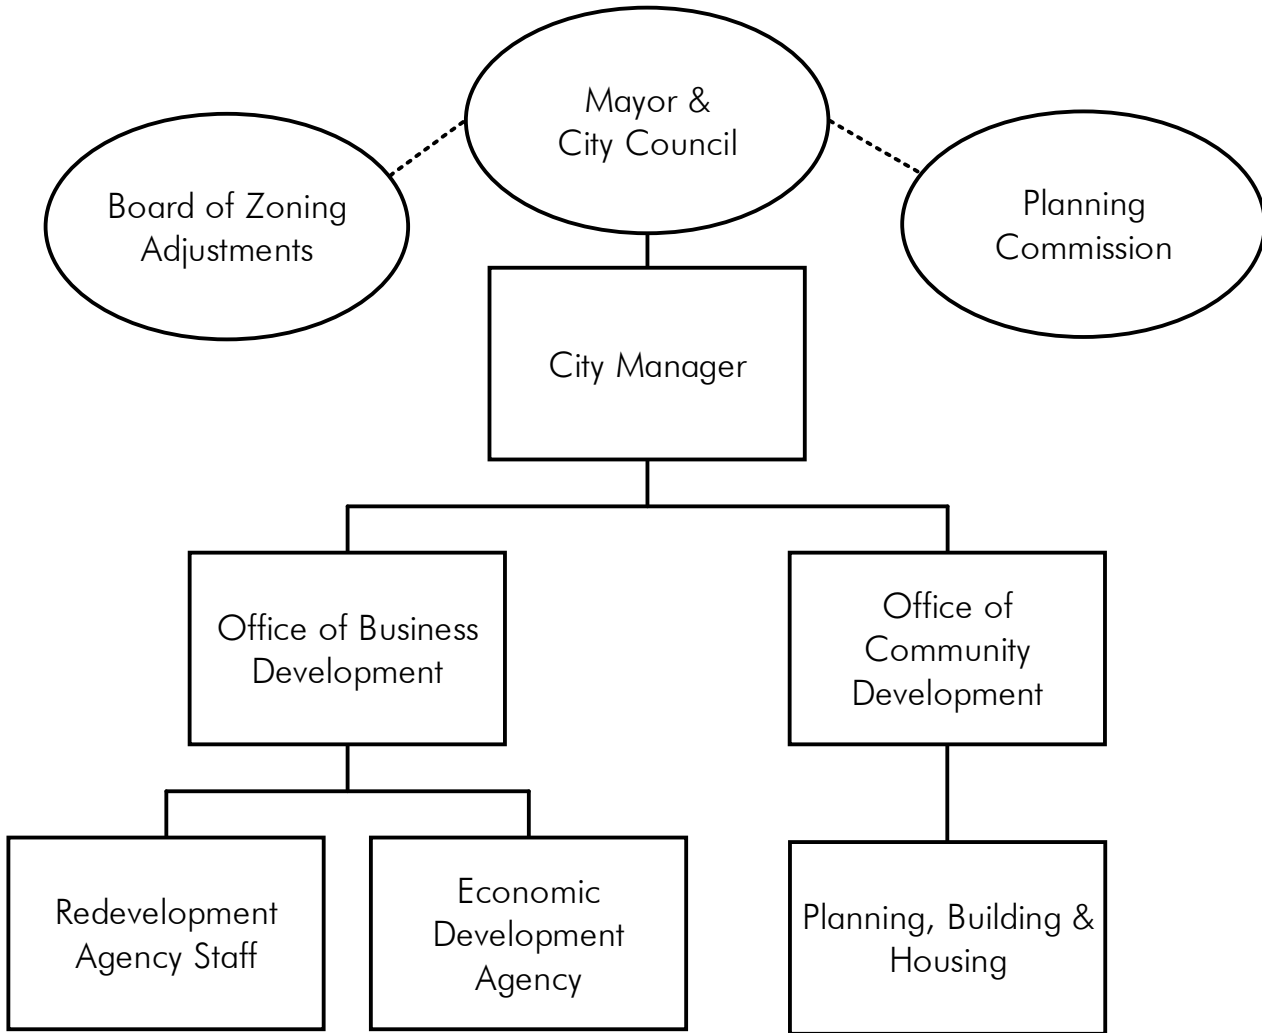 Mayor &
City Council
Board of Zoning
Adjustments
Planning
Commission
City Manager
Office of Business
Development
Office of
Community
Development
Redevelopment
Agency Staff
Economic
Development
Agency
Planning, Building &
Housing